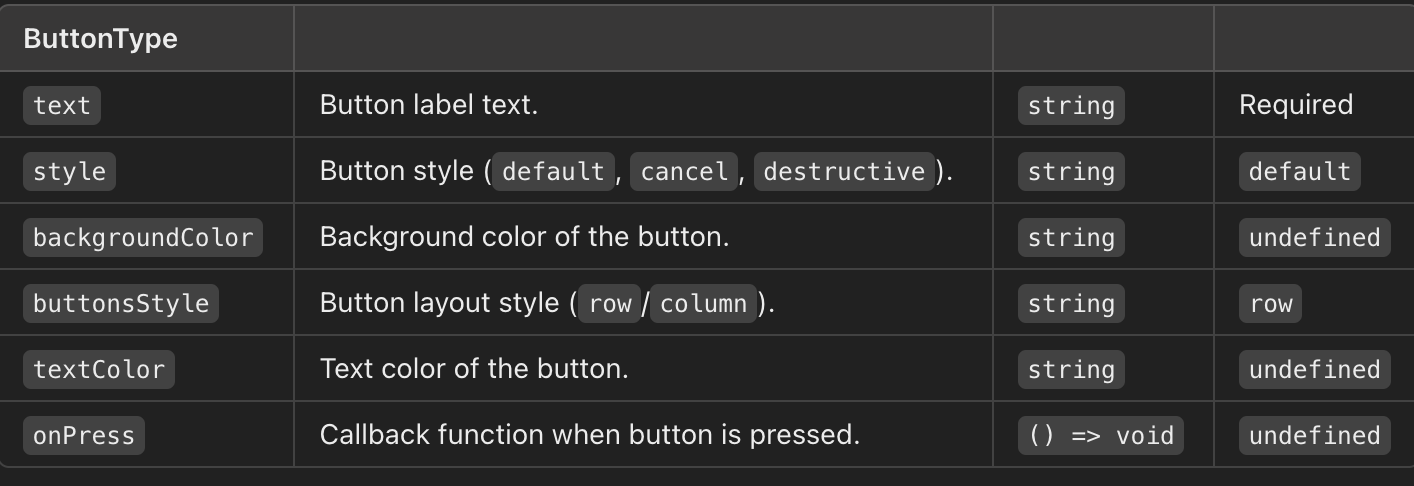 ButtonType
text Button label text. string Required
style Button style (default, cancel, destructive). string default
backgroundColor Background color of the button. string undefined
buttonsStyle Button layout style (row/column). string row
textColor Text color of the button. string undefined
onPress Callback function when button is pressed. () => void undefined